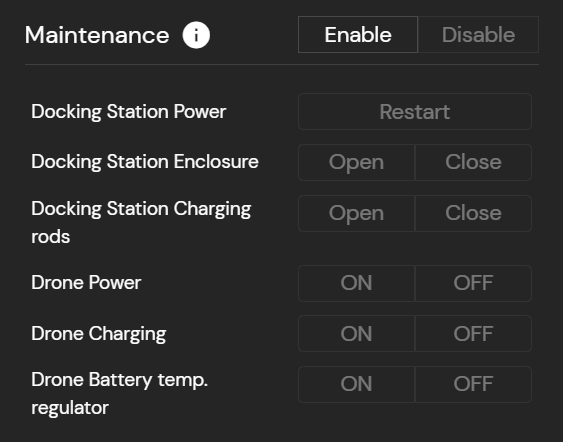 Maintenance i Enable Disable
Docking Station Power Restart
Docking Station Enclosure Open Close
Docking Station Charging
rods Open Close
Drone Power ON OFF
Drone Charging ON OFF
Drone Battery temp.
regulator ON OFF